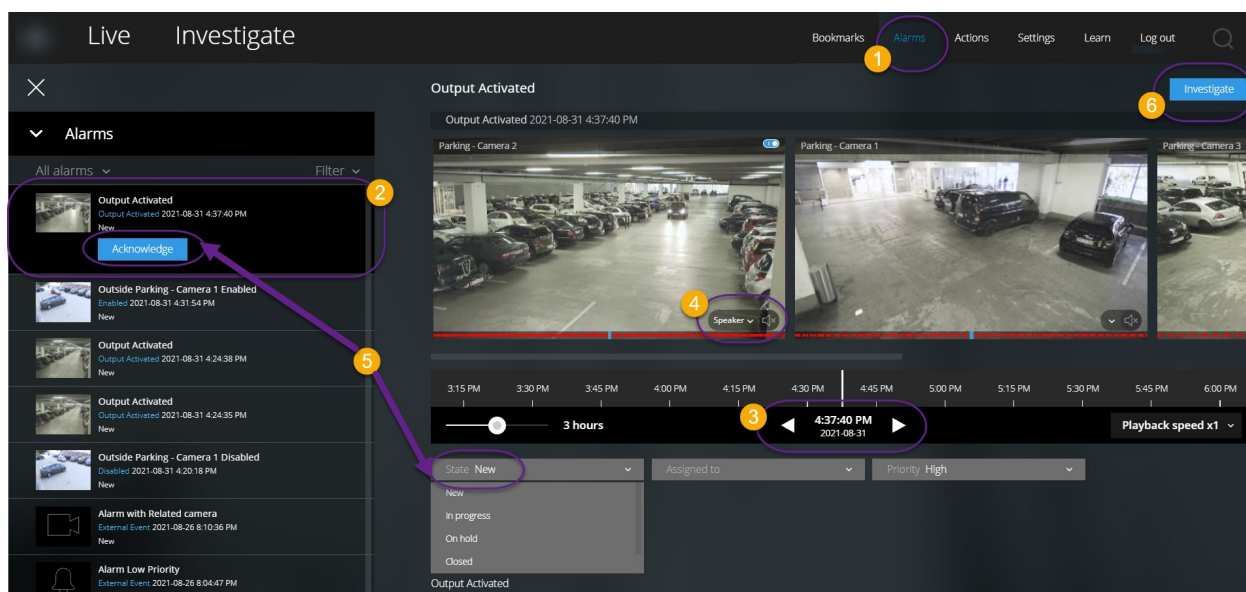 Live Investigate Bookmarks Alarms Actions Settings Learn Log out
1
Output Activated
Investigate
6
Output Activated 2021-08-31 4:37:40 PM
Alarms
All alarms Filter
2
Output Activated
Output Activated 2021-08-31 4:37:40 PM
New
Acknowledge
Outside Parking - Camera 1 Enabled
Enabled 2021-08-31 4:31:54 PM
New
Output Activated
Output Activated 2021-08-31 4:24:38 PM
New
5
Output Activated
Output Activated 2021-08-31 4:24:35 PM
New
Outside Parking - Camera 1 Disabled
Disabled 2021-08-31 4:20:18 PM
New
Alarm with Related camera
External Event 2021-08-26 8:10:36 PM
New
Alarm Low Priority
External Event 2021-08-26 8:04:47 PM
Parking - Camera 2 Parking - Camera 1 Parking - Camera 3
4
Speaker
3:15 PM 3:30 PM 3:45 PM 4:00 PM 4:15 PM 4:30 PM 4:45 PM 5:00 PM 5:15 PM 5:30 PM 5:45 PM 6:00 PM
3 hours
3
4:37:40 PM
2021-08-31
Playback speed x1
State New Assigned to Priority High
New
In progress
On hold
Closed
Output Activated